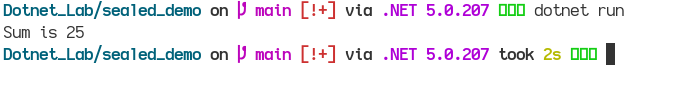 Dotnet_Lab/sealed_demo on main [!+] via .NET 5.0.207 dotnet run
Sum is 25
Dotnet_Lab/sealed_demo on main [!+] via .NET 5.0.207 took 2s